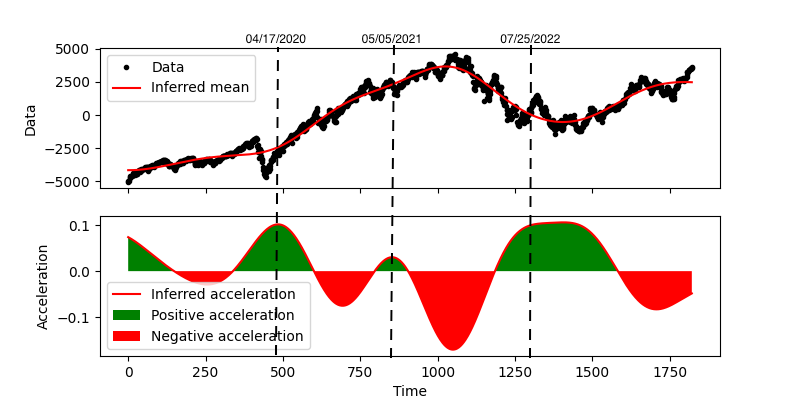 04/17/2020 05/05/2021 07/25/2022
5000
2500
0
−2500
−5000
Data
Data
Inferred mean
0.1
0.0
−0.1
Acceleration
Inferred acceleration
Positive acceleration
Negative acceleration
0 250 500 750 1000 1250 1500 1750
Time